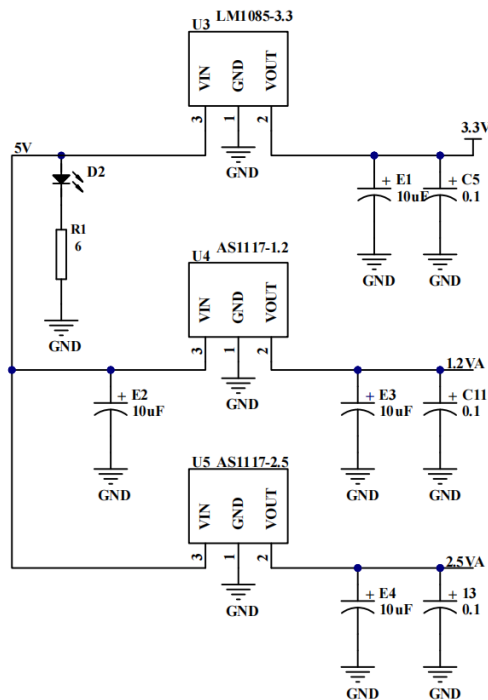 LM1085-3.3
U3
VIN
GND
VOUT
3
1
2
GND
5V
3.3V
D2
E1
10uF
C5
0.1
R1
6
GND
GND
GND
AS1117-1.2
U4
VIN
GND
VOUT
3
1
2
GND
1.2VA
E2
10uF
E3
10uF
C11
0.1
GND
GND
GND
U5 AS1117-2.5
VIN
GND
VOUT
3
1
2
GND
2.5VA
E4
10uF
13
0.1
GND
GND